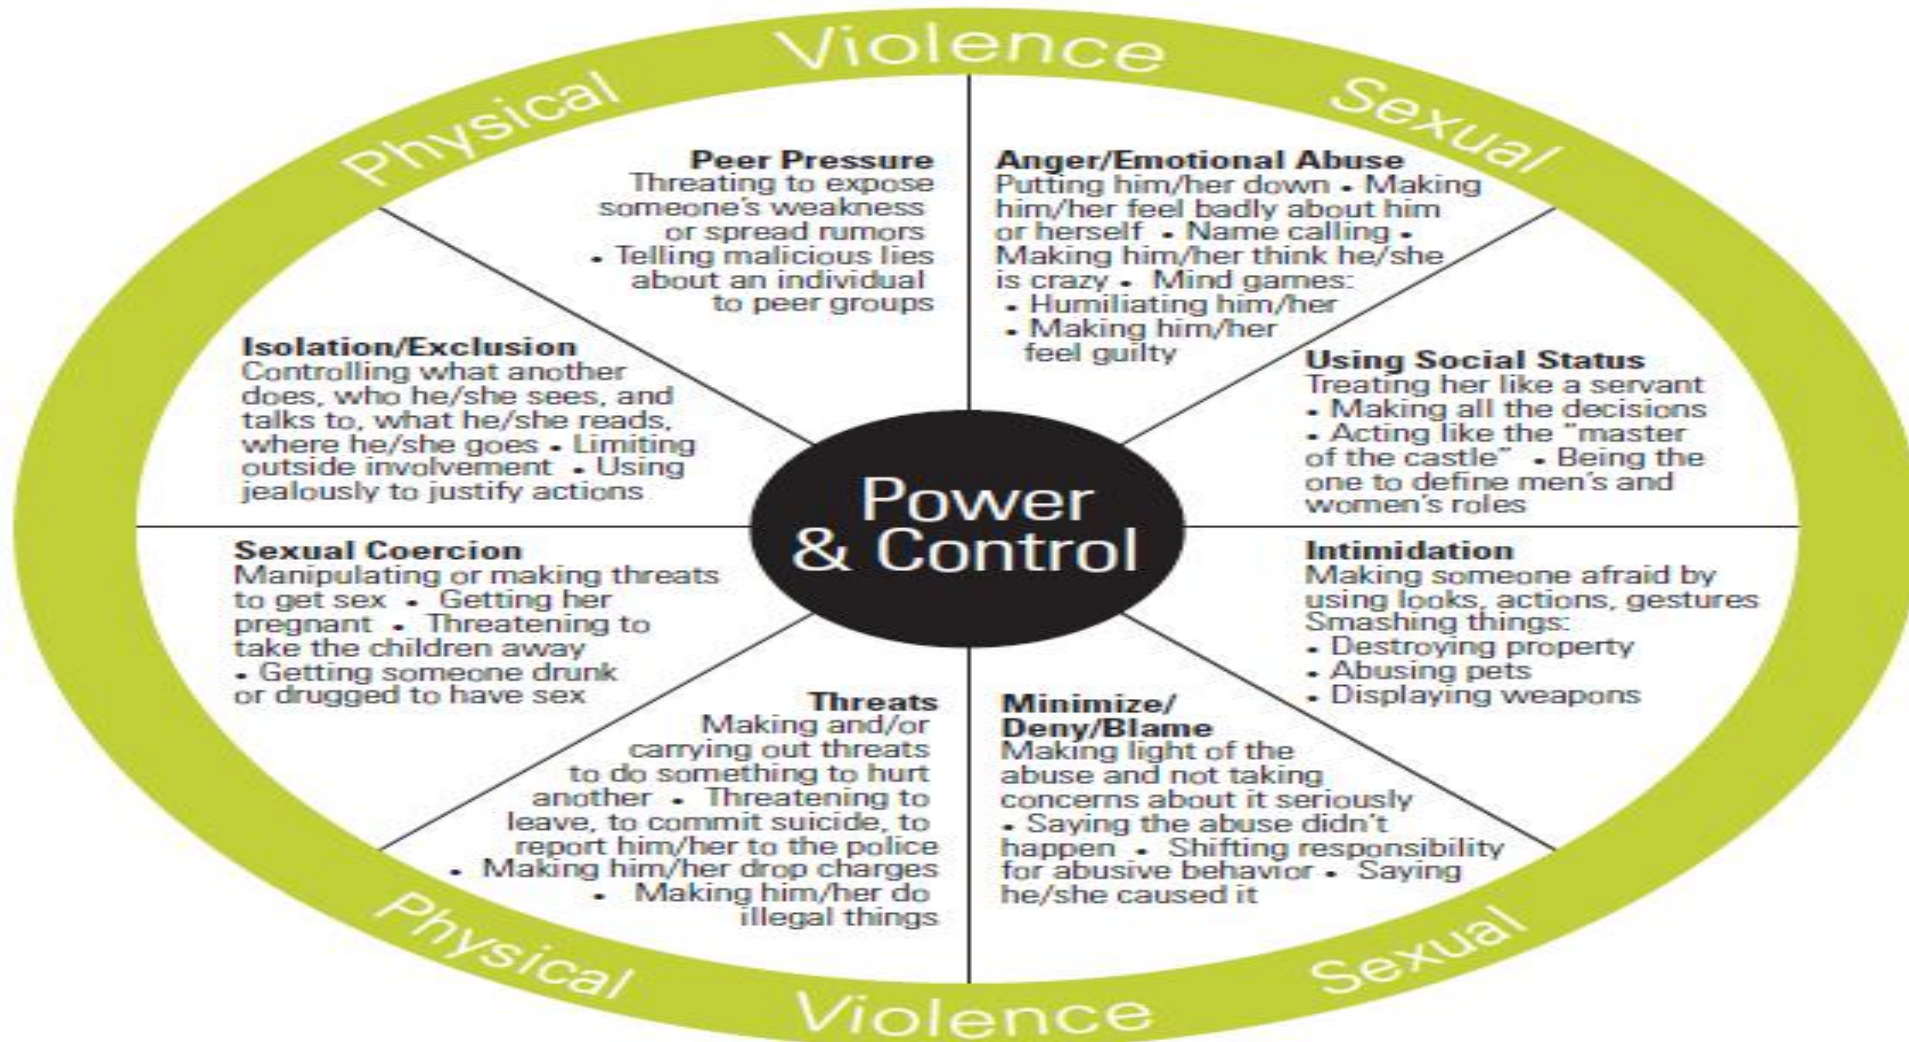 Physical Violence Sexual
Peer Pressure
Threating to expose
someone's weakness
or spread rumors
• Telling malicious lies
about an individual
to peer groups
Anger/Emotional Abuse
Putting him/her down • Making
him/her feel badly about him
or herself • Name calling •
Making him/her think he/she
is crazy • Mind games:
• Humiliating him/her
• Making him/her
feel guilty
Isolation/Exclusion
Controlling what another
does, who he/she sees, and
talks to, what he/she reads,
where he/she goes • Limiting
outside involvement • Using
jealously to justify actions
Using Social Status
Treating her like a servant
• Making all the decisions
• Acting like the "master
of the castle" • Being the
one to define men's and
women's roles
Power
& Control
Sexual Coercion
Manipulating or making threats
to get sex • Getting her
pregnant • Threatening to
take the children away
• Getting someone drunk
or drugged to have sex
Intimidation
Making someone afraid by
using looks, actions, gestures
Smashing things:
• Destroying property
• Abusing pets
• Displaying weapons
Threats
Making and/or
carrying out threats
to do something to hurt
another • Threatening to
leave, to commit suicide, to
report him/her to the police
• Making him/her drop charges
• Making him/her do
illegal things
Minimize/
Deny/Blame
Making light of the
abuse and not taking
concerns about it seriously
• Saying the abuse didn't
happen • Shifting responsibility
for abusive behavior • Saying
he/she caused it
Physical Violence Sexual